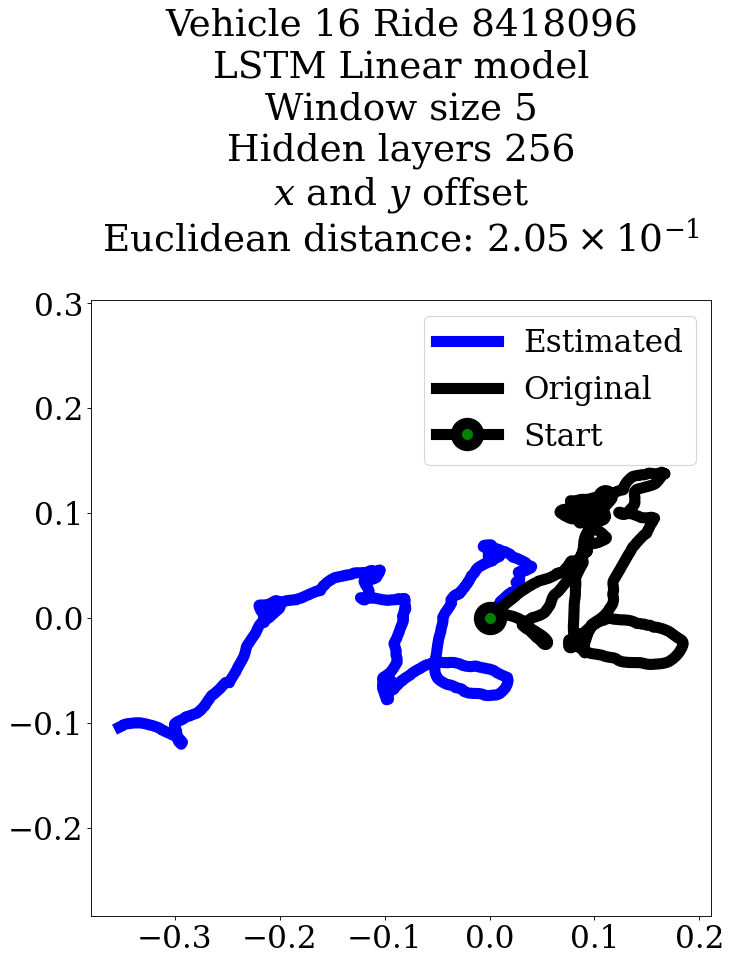 Vehicle 16 Ride 8418096
LSTM Linear model
Window size 5
Hidden layers 256
x and y offset
Euclidean distance: 2.05 × 10⁻¹
0.3
Estimated
Original
Start
0.2
0.1
0.0
−0.1
−0.2
−0.3 −0.2 −0.1 0.0 0.1 0.2